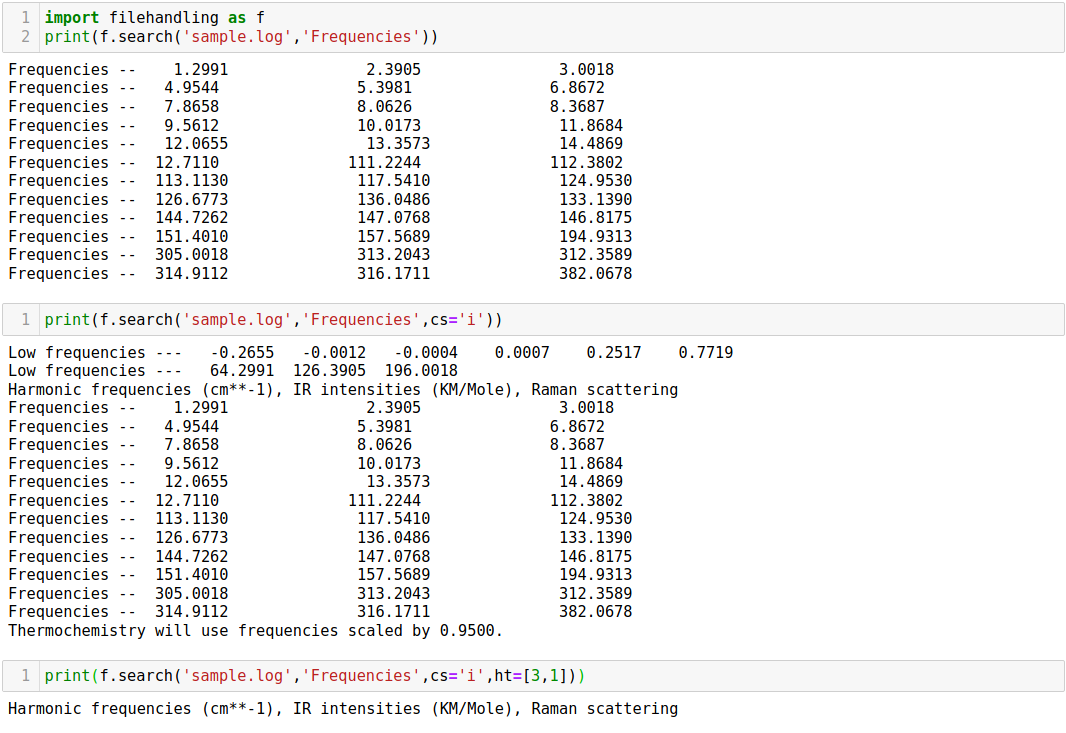 1 import filehandling as f
2 print(f.search('sample.log','Frequencies'))
Frequencies --    1.2991               2.3905               3.0018
Frequencies --   4.9544               5.3981               6.8672
Frequencies --   7.8658               8.0626               8.3687
Frequencies --   9.5612               10.0173               11.8684
Frequencies --   12.0655               13.3573              14.4869
Frequencies --  12.7110              111.2244              112.3802
Frequencies --  113.1130              117.5410              124.9530
Frequencies --  126.6773              136.0486              133.1390
Frequencies --  144.7262              147.0768              146.8175
Frequencies --  151.4010              157.5689              194.9313
Frequencies --  305.0018              313.2043              312.3589
Frequencies --  314.9112              316.1711              382.0678
1 print(f.search('sample.log','Frequencies',cs='i'))
Low frequencies ---   -0.2655   -0.0012   -0.0004    0.0007    0.2517    0.7719
Low frequencies ---   64.2991  126.3905  196.0018
Harmonic frequencies (cm**-1), IR intensities (KM/Mole), Raman scattering
Frequencies --    1.2991               2.3905               3.0018
Frequencies --   4.9544               5.3981               6.8672
Frequencies --   7.8658               8.0626               8.3687
Frequencies --   9.5612               10.0173               11.8684
Frequencies --   12.0655               13.3573              14.4869
Frequencies --  12.7110              111.2244              112.3802
Frequencies --  113.1130              117.5410              124.9530
Frequencies --  126.6773              136.0486              133.1390
Frequencies --  144.7262              147.0768              146.8175
Frequencies --  151.4010              157.5689              194.9313
Frequencies --  305.0018              313.2043              312.3589
Frequencies --  314.9112              316.1711              382.0678
Thermochemistry will use frequencies scaled by 0.9500.
1 print(f.search('sample.log','Frequencies',cs='i',ht=[3,1]))
Harmonic frequencies (cm**-1), IR intensities (KM/Mole), Raman scattering